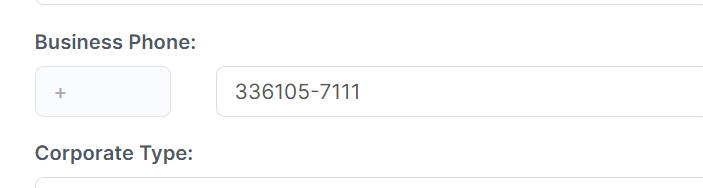 Business Phone:
+ 336105-7111
Corporate Type: